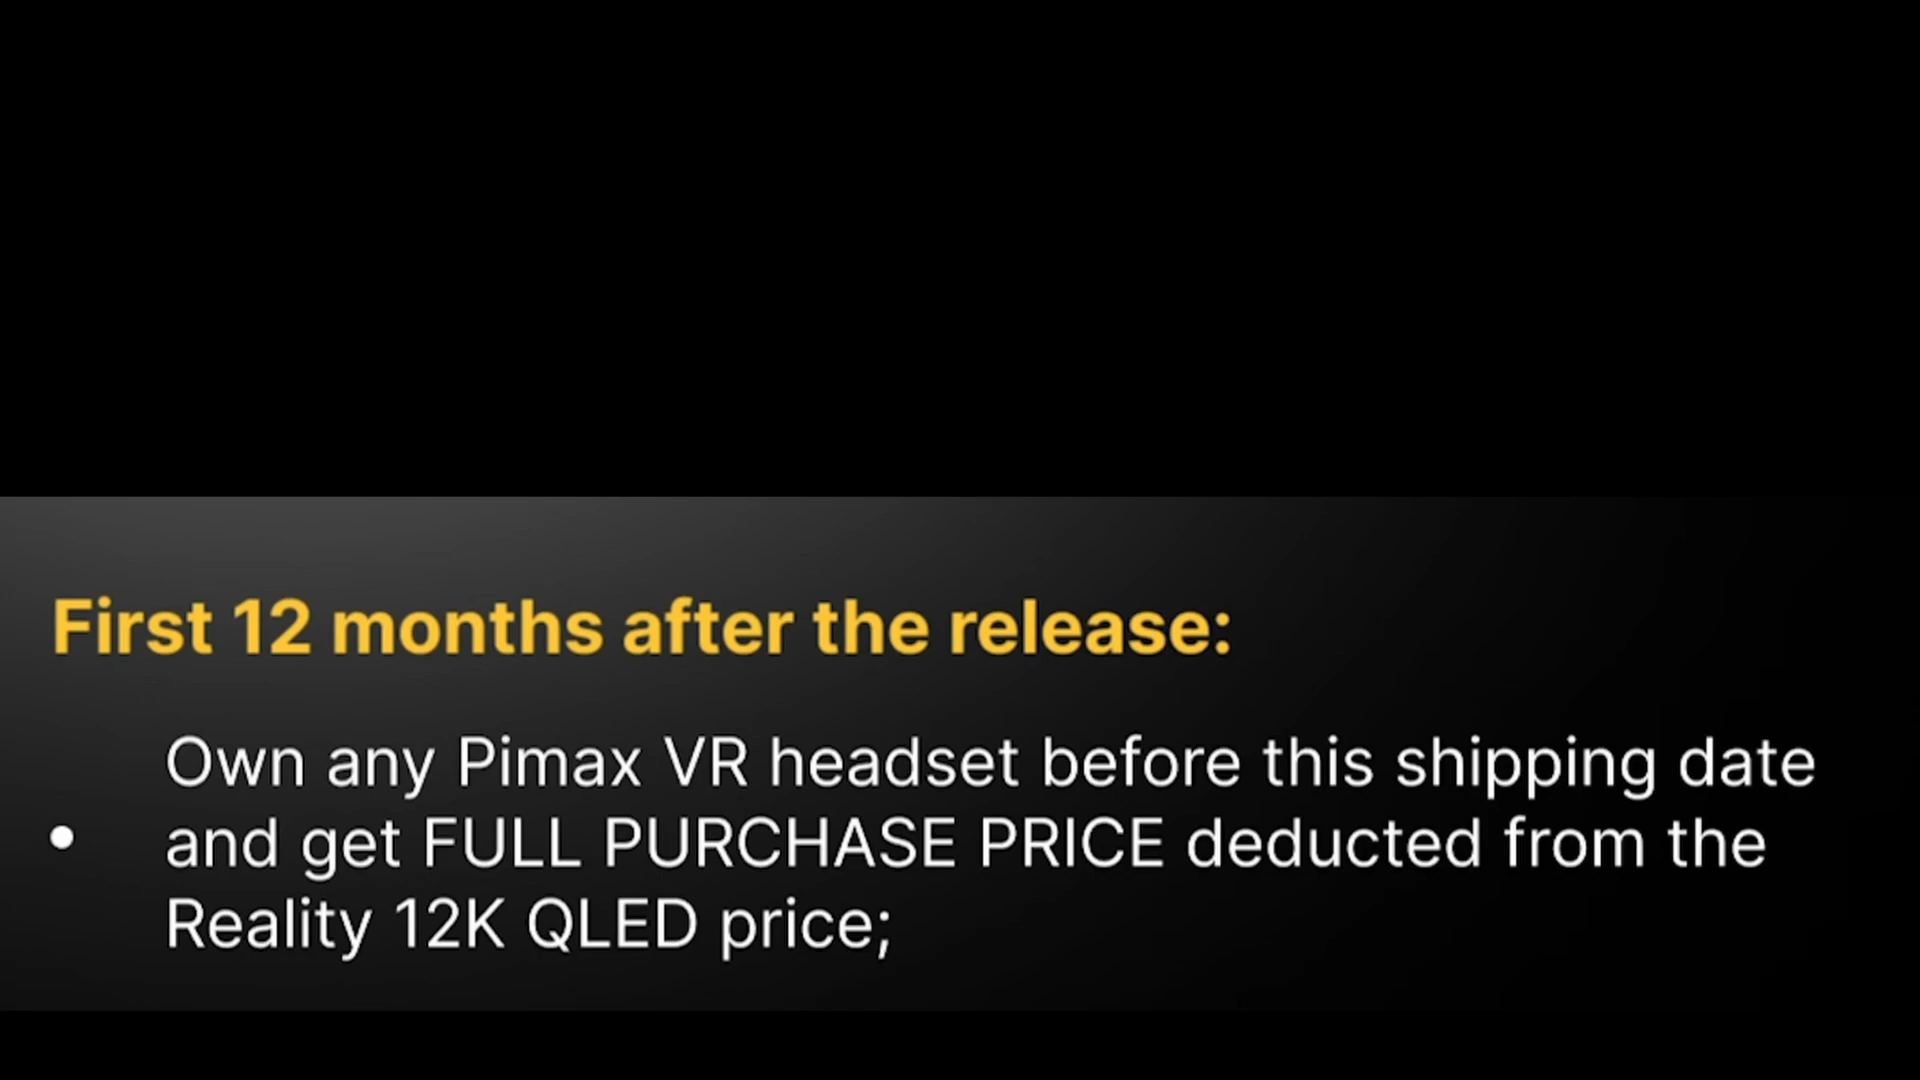 First 12 months after the release:
Own any Pimax VR headset before this shipping date
• and get FULL PURCHASE PRICE deducted from the
Reality 12K QLED price;